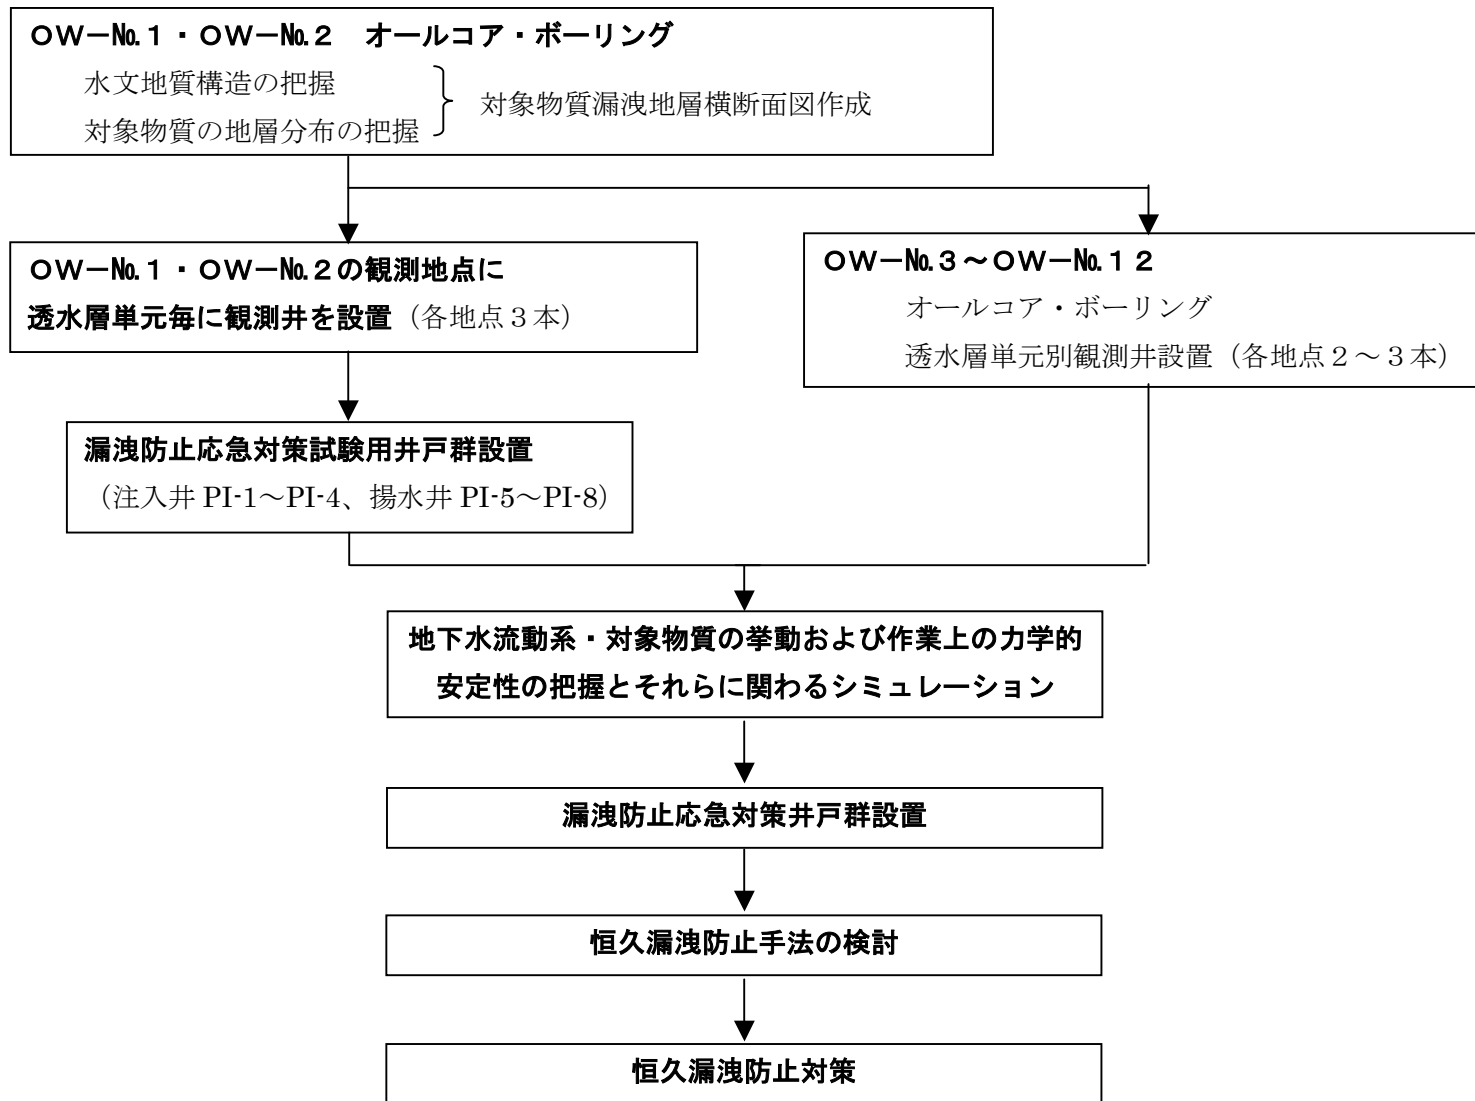 ＯＷ－№１・ＯＷ－№２　オールコア・ボーリング
水文地質構造の把握
対象物質の地層分布の把握
対象物質漏洩地層横断面図作成
ＯＷ－№１・ＯＷ－№２の観測地点に
透水層単元毎に観測井を設置（各地点３本）
ＯＷ－№３～ＯＷ－№１２
オールコア・ボーリング
透水層単元別観測井設置（各地点２～３本）
漏洩防止応急対策試験用井戸群設置
（注入井 PI-1～PI-4、揚水井 PI-5～PI-8）
地下水流動系・対象物質の挙動および作業上の力学的
安定性の把握とそれらに関わるシミュレーション
漏洩防止応急対策井戸群設置
恒久漏洩防止手法の検討
恒久漏洩防止対策